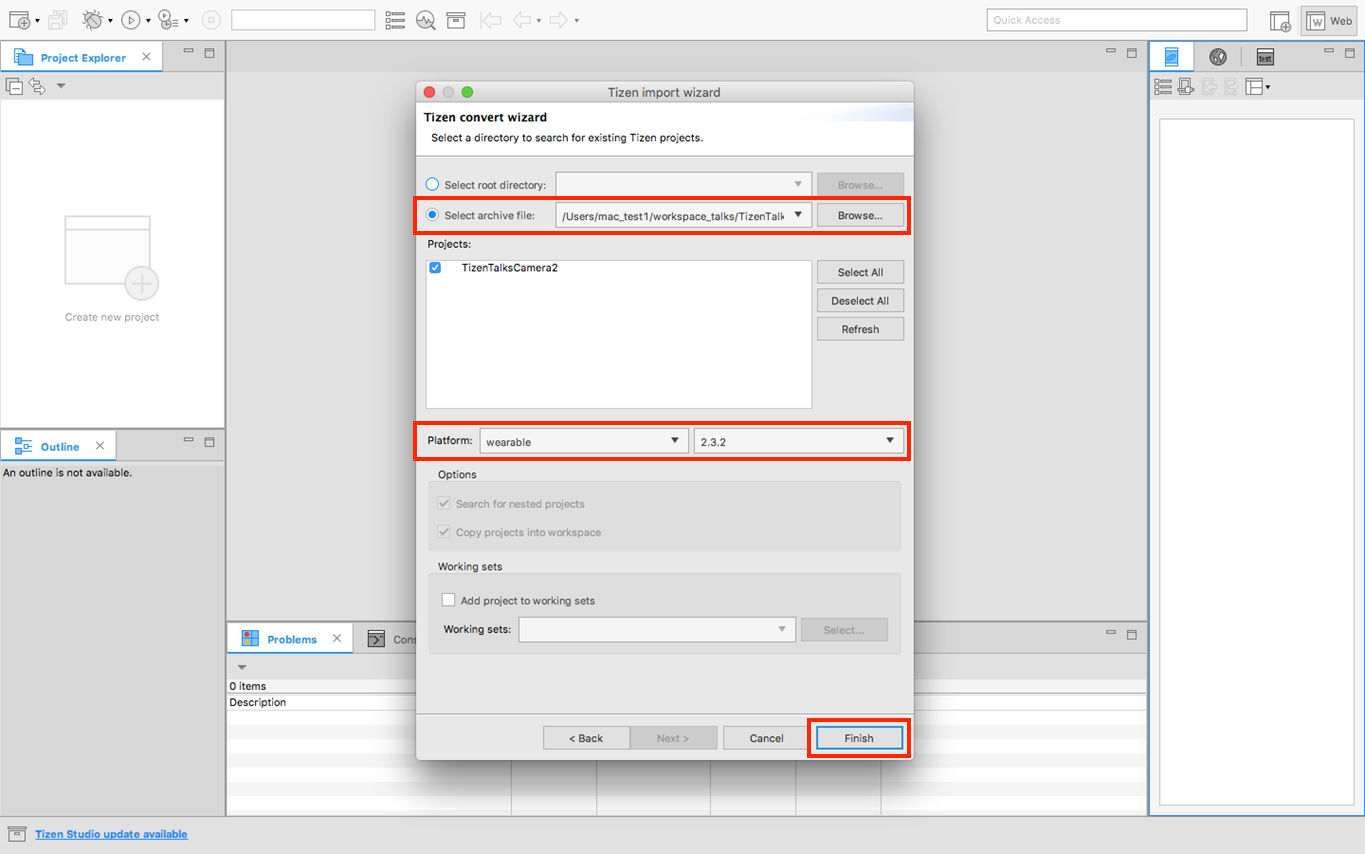 Quick Access
Web
Project Explorer
test
Create new project
Outline
An outline is not available.
Tizen import wizard
Tizen convert wizard
Select a directory to search for existing Tizen projects.
Select root directory:
Browse...
Select archive file:
/Users/mac_test1/workspace_talks/TizenTalk
Browse...
Projects:
TizenTalksCamera2
Select All
Deselect All
Refresh
Platform:
wearable
2.3.2
Options
Search for nested projects
Copy projects into workspace
Working sets
Add project to working sets
Working sets:
Select...
< Back
Next >
Cancel
Finish
Problems
Cons
0 items
Description
Tizen Studio update available